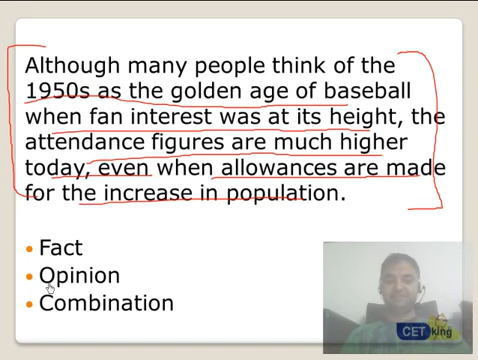 Although many people think of the
1950s as the golden age of baseball
when fan interest was at its height, the
attendance figures are much higher
today, even when allowances are made
for the increase in population.
Fact
Opinion
Combination
CET king